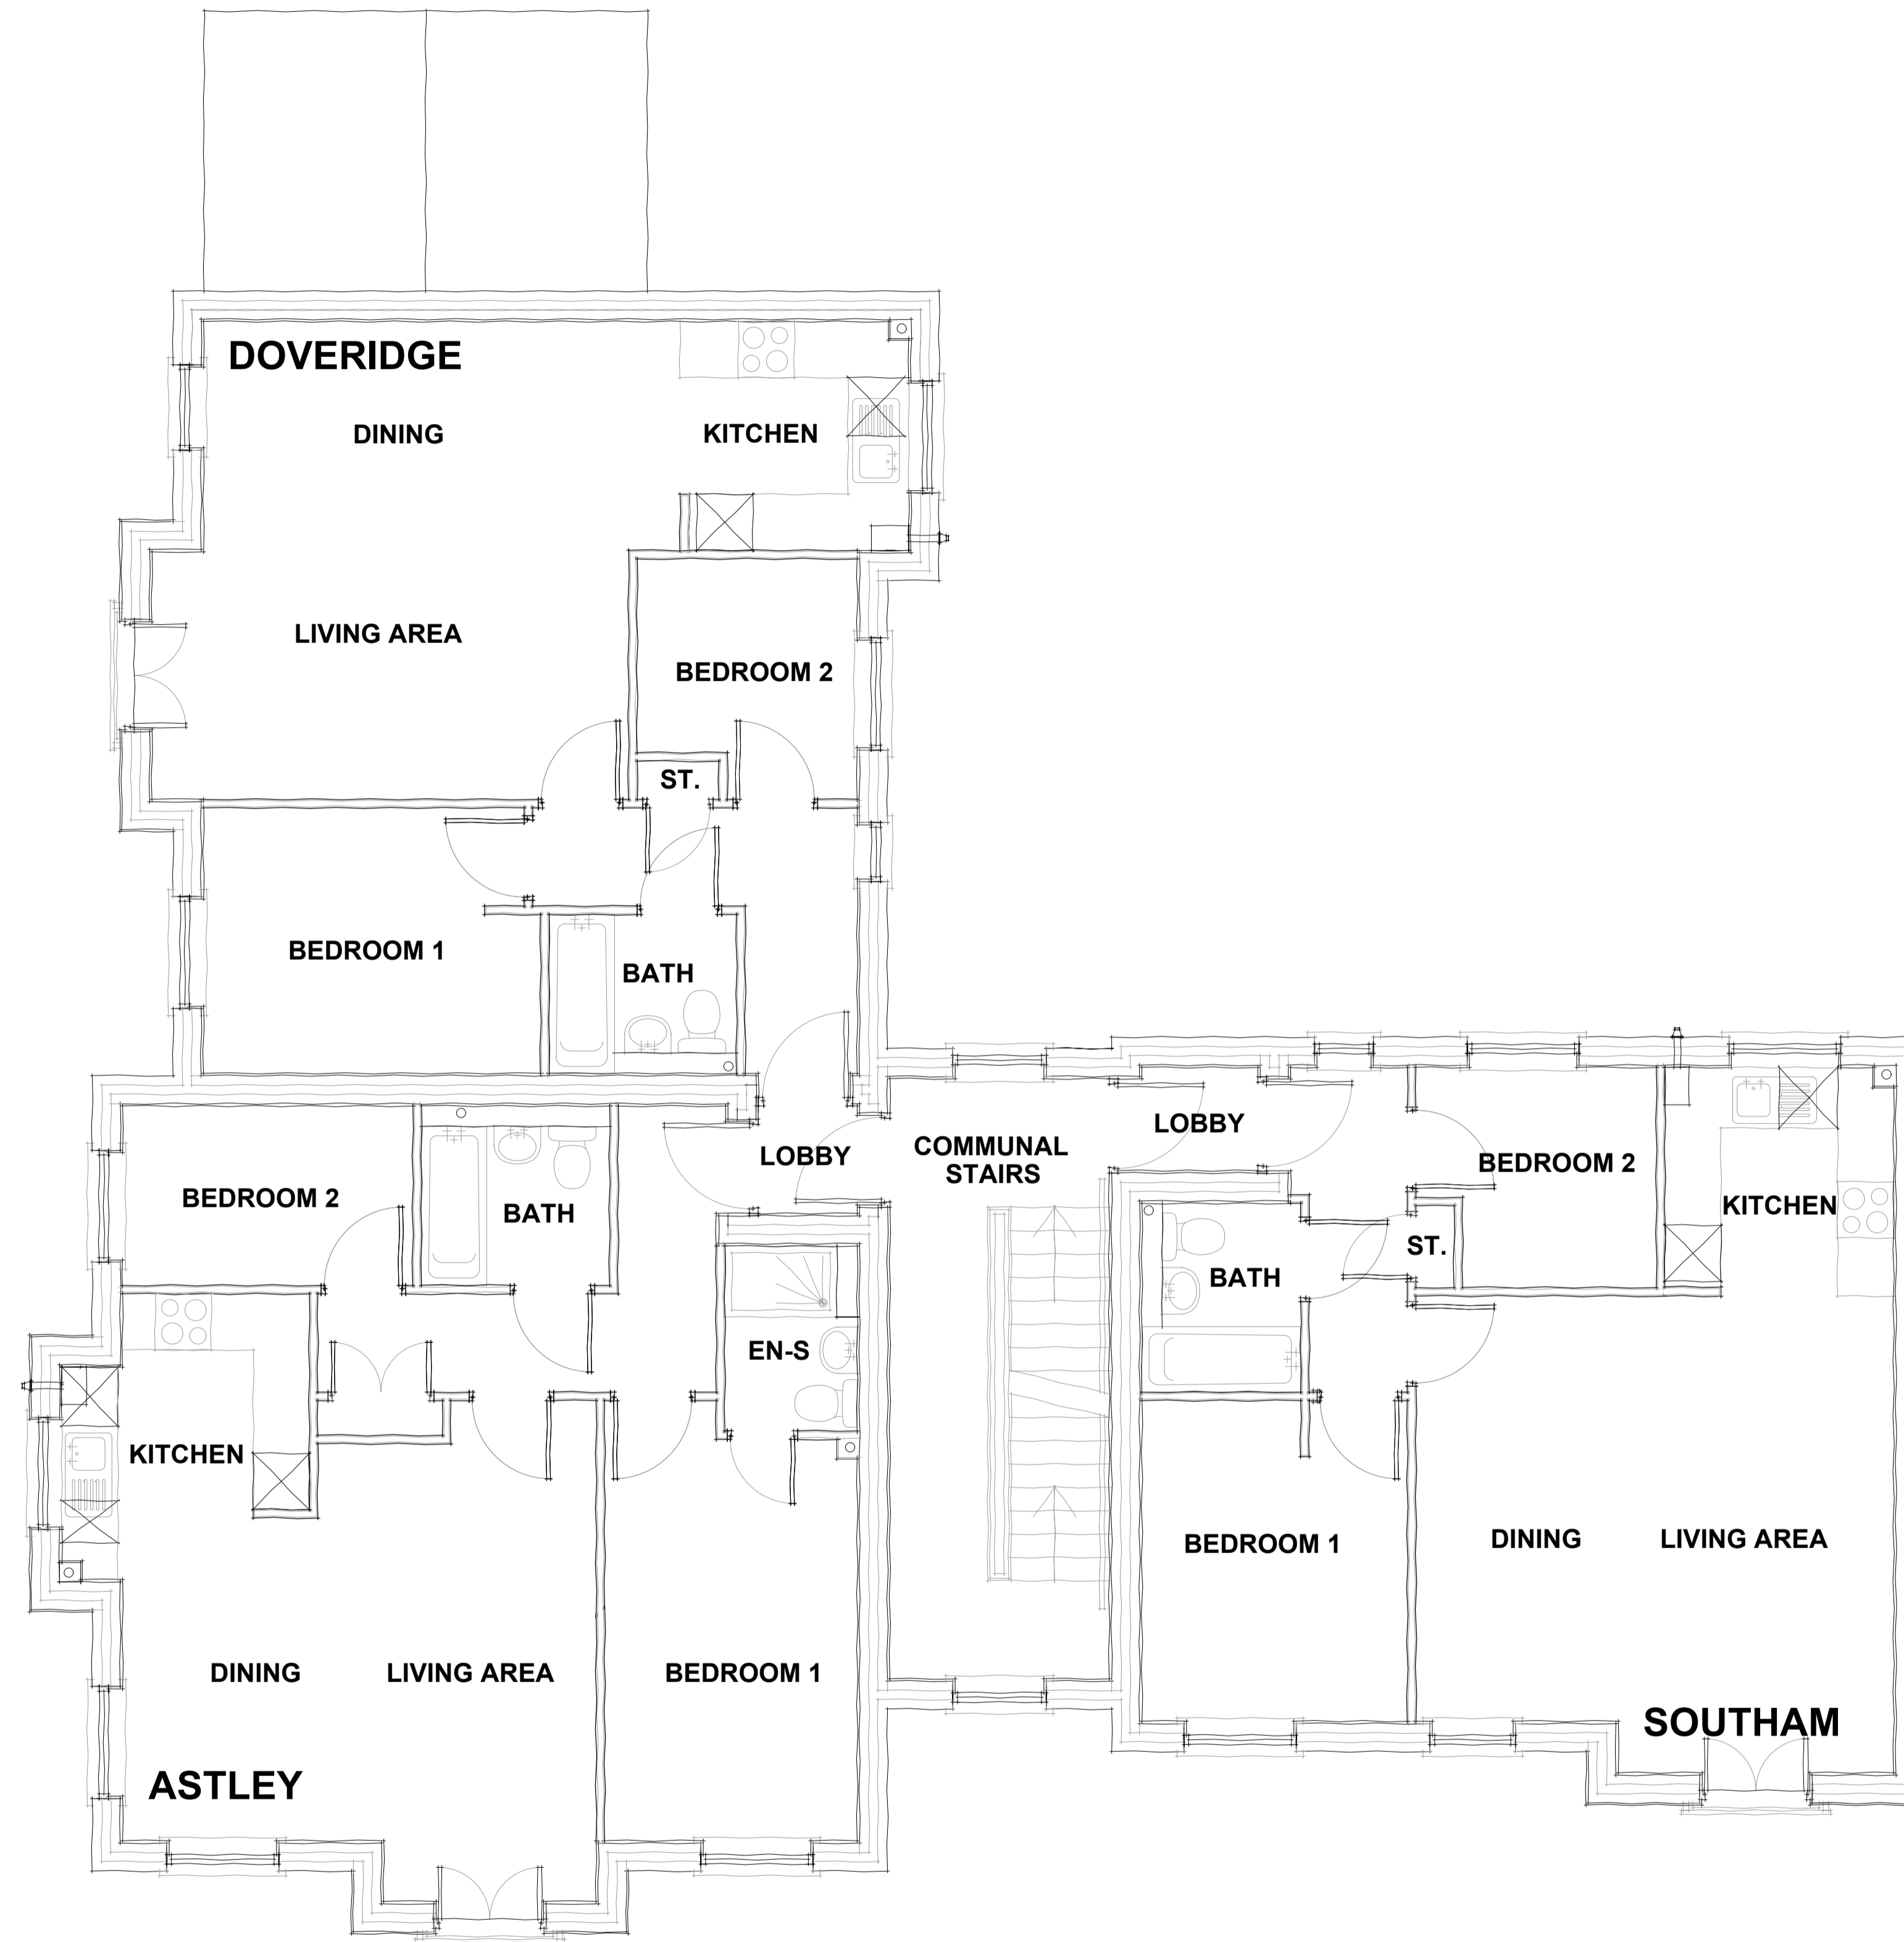 DOVERIDGE
DINING
KITCHEN
LIVING AREA
BEDROOM 2
ST.
BEDROOM 1
BATH
LOBBY
COMMUNAL
STAIRS
LOBBY
BEDROOM 2
KITCHEN
BEDROOM 2
BATH
ST.
BATH
EN-S
KITCHEN
BEDROOM 1
DINING
LIVING AREA
DINING
LIVING AREA
BEDROOM 1
SOUTHAM
ASTLEY